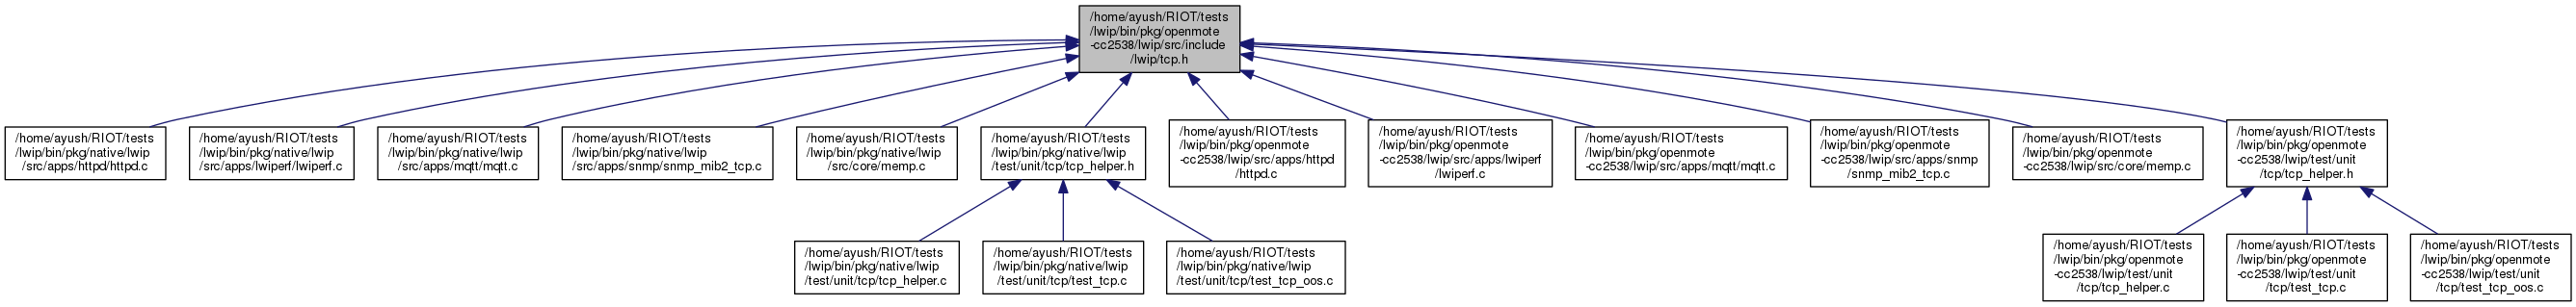 /home/ayush/RIOT/tests
/lwip/bin/pkg/openmote
-cc2538/lwip/src/include
/lwip/tcp.h
/home/ayush/RIOT/tests
/lwip/bin/pkg/native/lwip
/src/apps/httpd/httpd.c
/home/ayush/RIOT/tests
/lwip/bin/pkg/native/lwip
/src/apps/lwiperf/lwiperf.c
/home/ayush/RIOT/tests
/lwip/bin/pkg/native/lwip
/src/apps/mqtt/mqtt.c
/home/ayush/RIOT/tests
/lwip/bin/pkg/native/lwip
/src/apps/snmp/snmp_mib2_tcp.c
/home/ayush/RIOT/tests
/lwip/bin/pkg/native/lwip
/src/core/memp.c
/home/ayush/RIOT/tests
/lwip/bin/pkg/native/lwip
/test/unit/tcp/tcp_helper.h
/home/ayush/RIOT/tests
/lwip/bin/pkg/openmote
-cc2538/lwip/src/apps/httpd
/httpd.c
/home/ayush/RIOT/tests
/lwip/bin/pkg/openmote
-cc2538/lwip/src/apps/lwiperf
/lwiperf.c
/home/ayush/RIOT/tests
/lwip/bin/pkg/openmote
-cc2538/lwip/src/apps/mqtt/mqtt.c
/home/ayush/RIOT/tests
/lwip/bin/pkg/openmote
-cc2538/lwip/src/apps/snmp
/snmp_mib2_tcp.c
/home/ayush/RIOT/tests
/lwip/bin/pkg/openmote
-cc2538/lwip/src/core/memp.c
/home/ayush/RIOT/tests
/lwip/bin/pkg/openmote
-cc2538/lwip/test/unit
/tcp/tcp_helper.h
/home/ayush/RIOT/tests
/lwip/bin/pkg/native/lwip
/test/unit/tcp/tcp_helper.c
/home/ayush/RIOT/tests
/lwip/bin/pkg/native/lwip
/test/unit/tcp/test_tcp.c
/home/ayush/RIOT/tests
/lwip/bin/pkg/native/lwip
/test/unit/tcp/test_tcp_oos.c
/home/ayush/RIOT/tests
/lwip/bin/pkg/openmote
-cc2538/lwip/test/unit
/tcp/tcp_helper.c
/home/ayush/RIOT/tests
/lwip/bin/pkg/openmote
-cc2538/lwip/test/unit
/tcp/test_tcp.c
/home/ayush/RIOT/tests
/lwip/bin/pkg/openmote
-cc2538/lwip/test/unit
/tcp/test_tcp_oos.c